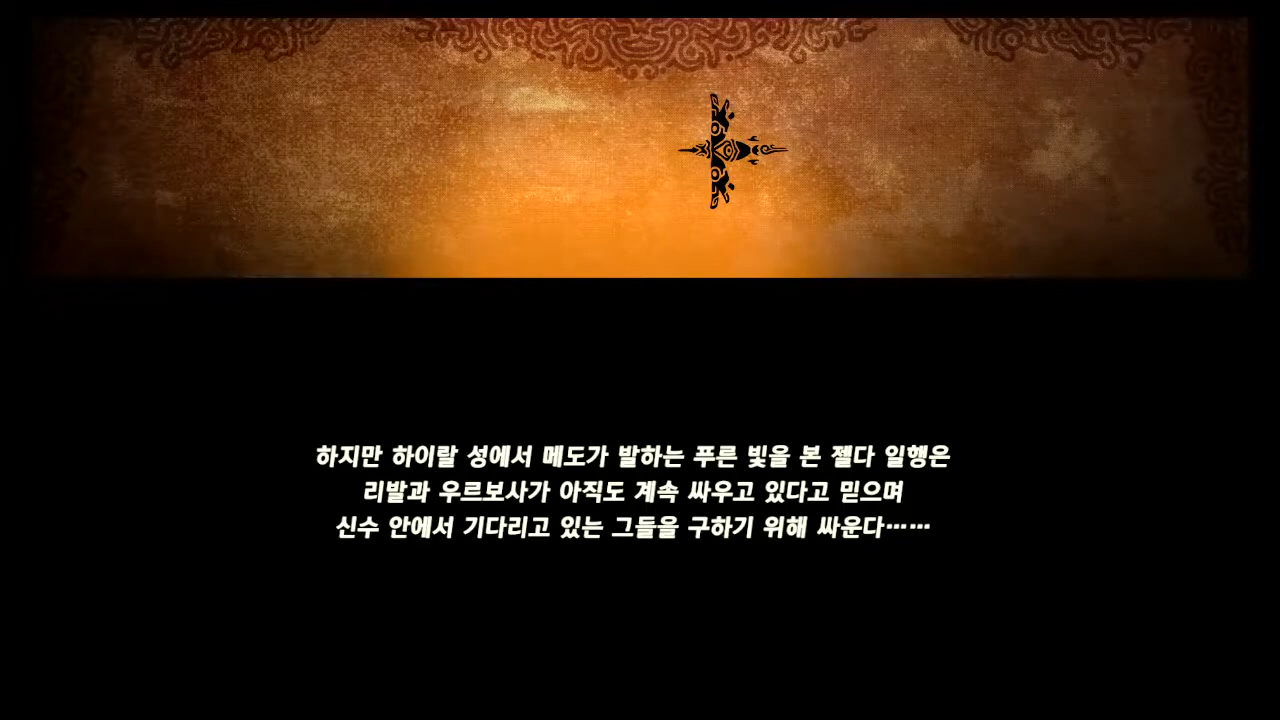 하지만 하이랄 성에서 메도가 발하는 푸른 빛을 본 젤다 일행은
리발과 우르보사가 아직도 계속 싸우고 있다고 믿으며
신수 안에서 기다리고 있는 그들을 구하기 위해 싸운다……